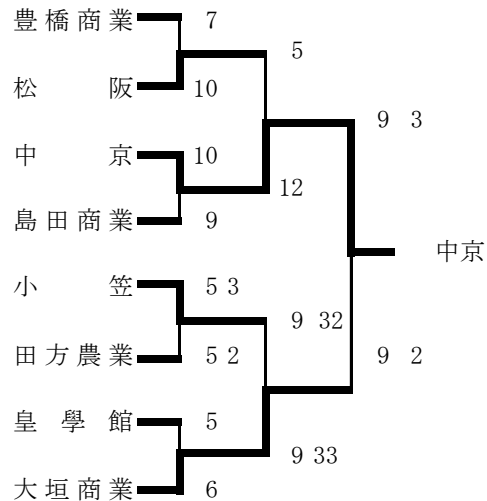 豊橋商業 7
5
松阪 10
9 3
中京 10
12
島田商業 9
中京
小笠 5 3
9 32
田方農業 5 2
9 2
皇學館 5
9 33
大垣商業 6